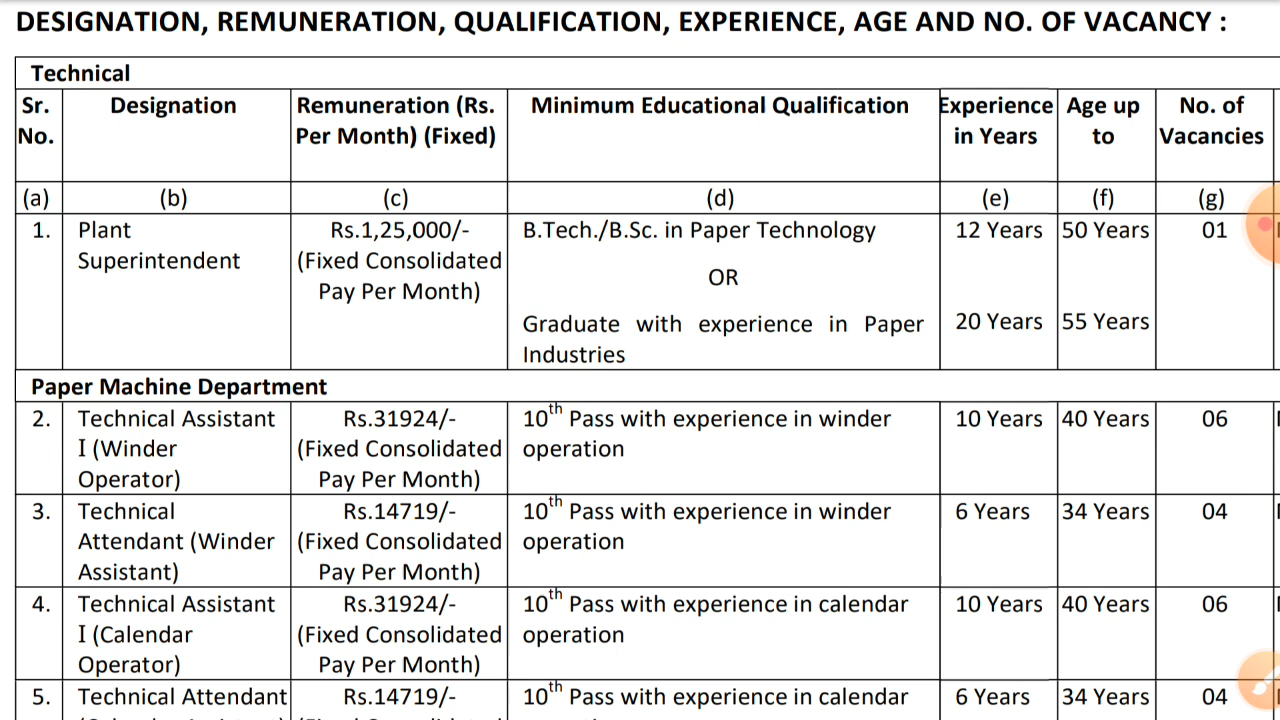 DESIGNATION, REMUNERATION, QUALIFICATION, EXPERIENCE, AGE AND NO. OF VACANCY :
Technical
Sr. No. Designation Remuneration (Rs. Per Month) (Fixed) Minimum Educational Qualification Experience in Years Age up to No. of Vacancies
(a) (b) (c) (d) (e) (f) (g)
1. Plant Superintendent Rs.1,25,000/- (Fixed Consolidated Pay Per Month) B.Tech./B.Sc. in Paper Technology 12 Years 50 Years 01
OR
Graduate with experience in Paper Industries 20 Years 55 Years
Paper Machine Department
2. Technical Assistant I (Winder Operator) Rs.31924/- (Fixed Consolidated Pay Per Month) 10th Pass with experience in winder operation 10 Years 40 Years 06
3. Technical Attendant (Winder Assistant) Rs.14719/- (Fixed Consolidated Pay Per Month) 10th Pass with experience in winder operation 6 Years 34 Years 04
4. Technical Assistant I (Calendar Operator) Rs.31924/- (Fixed Consolidated Pay Per Month) 10th Pass with experience in calendar operation 10 Years 40 Years 06
5. Technical Attendant Rs.14719/- 10th Pass with experience in calendar 6 Years 34 Years 04